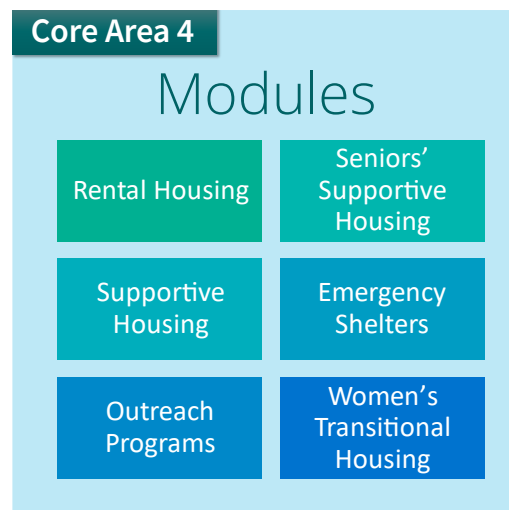 Core Area 4
Modules
Rental Housing
Seniors’
Supportive
Housing
Supportive
Housing
Emergency
Shelters
Outreach
Programs
Women’s
Transitional
Housing